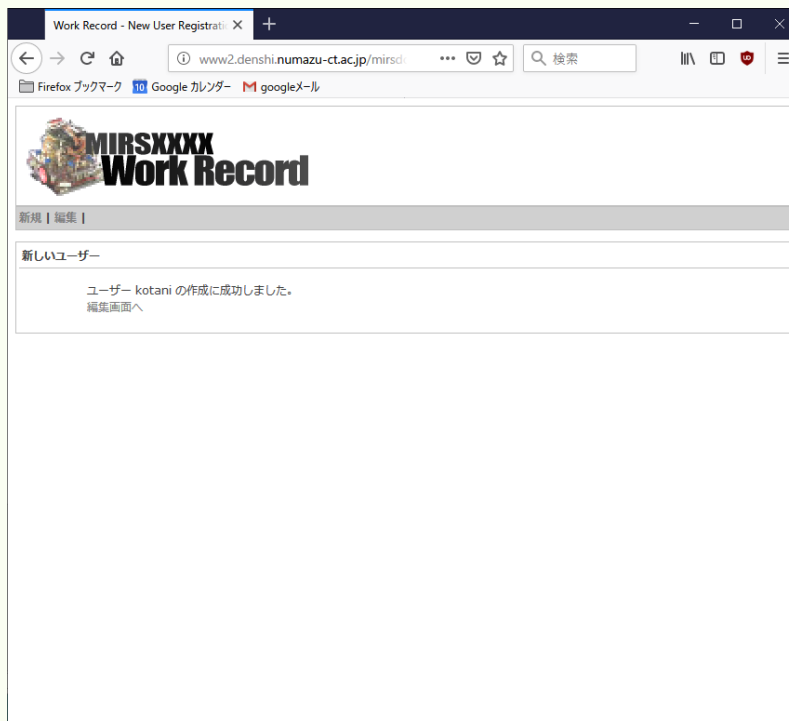 Work Record - New User Registratio
www2.denshi.numazu-ct.ac.jp/mirsd
検索
Firefox ブックマーク
10 Google カレンダー
googleメール
MIRSXXXX
Work Record
新規 | 編集 |
新しいユーザー
ユーザー kotani の作成に成功しました。
編集画面へ